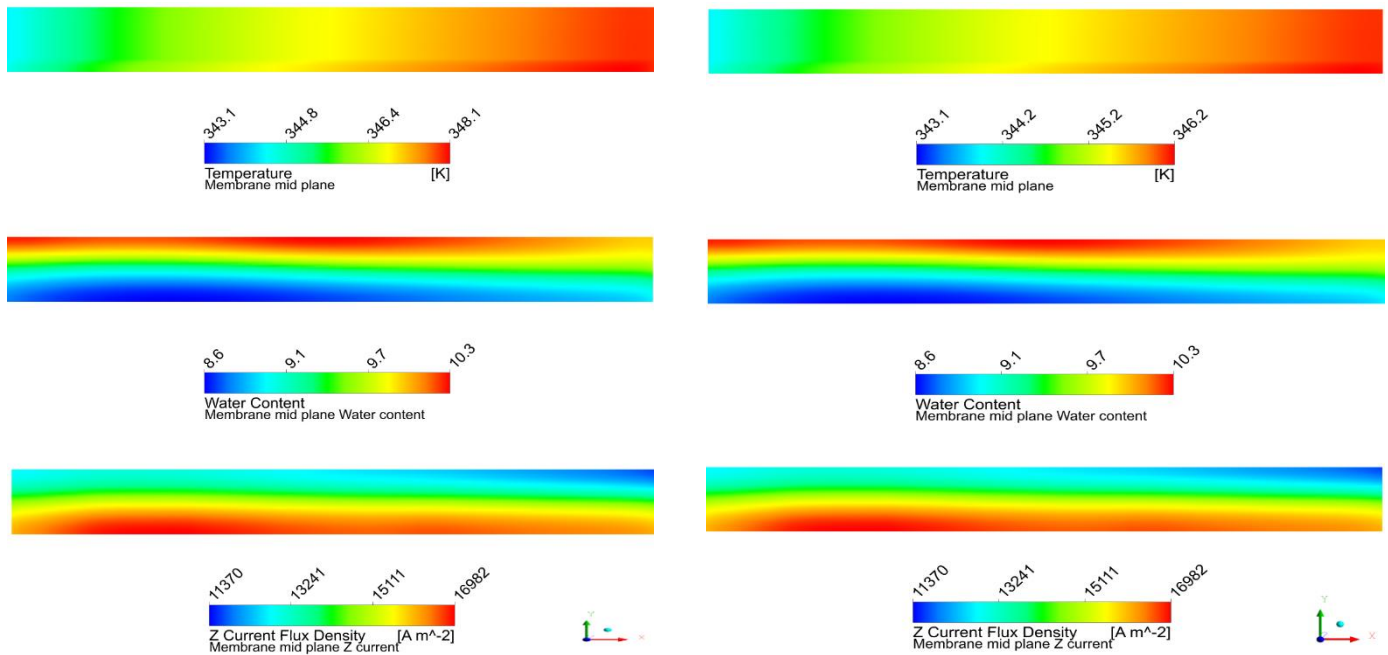 343.1 344.8 346.4 348.1
Temperature [K]
Membrane mid plane
343.1 344.2 345.2 346.2
Temperature [K]
Membrane mid plane
8.6 9.1 9.7 10.3
Water Content
Membrane mid plane Water content
8.6 9.1 9.7 10.3
Water Content
Membrane mid plane Water content
11370 13241 15111 16982
Z Current Flux Density [A m^-2]
Membrane mid plane Z current
Y
X
11370 13241 15111 16982
Z Current Flux Density [A m^-2]
Membrane mid plane Z current
Y
Z
X